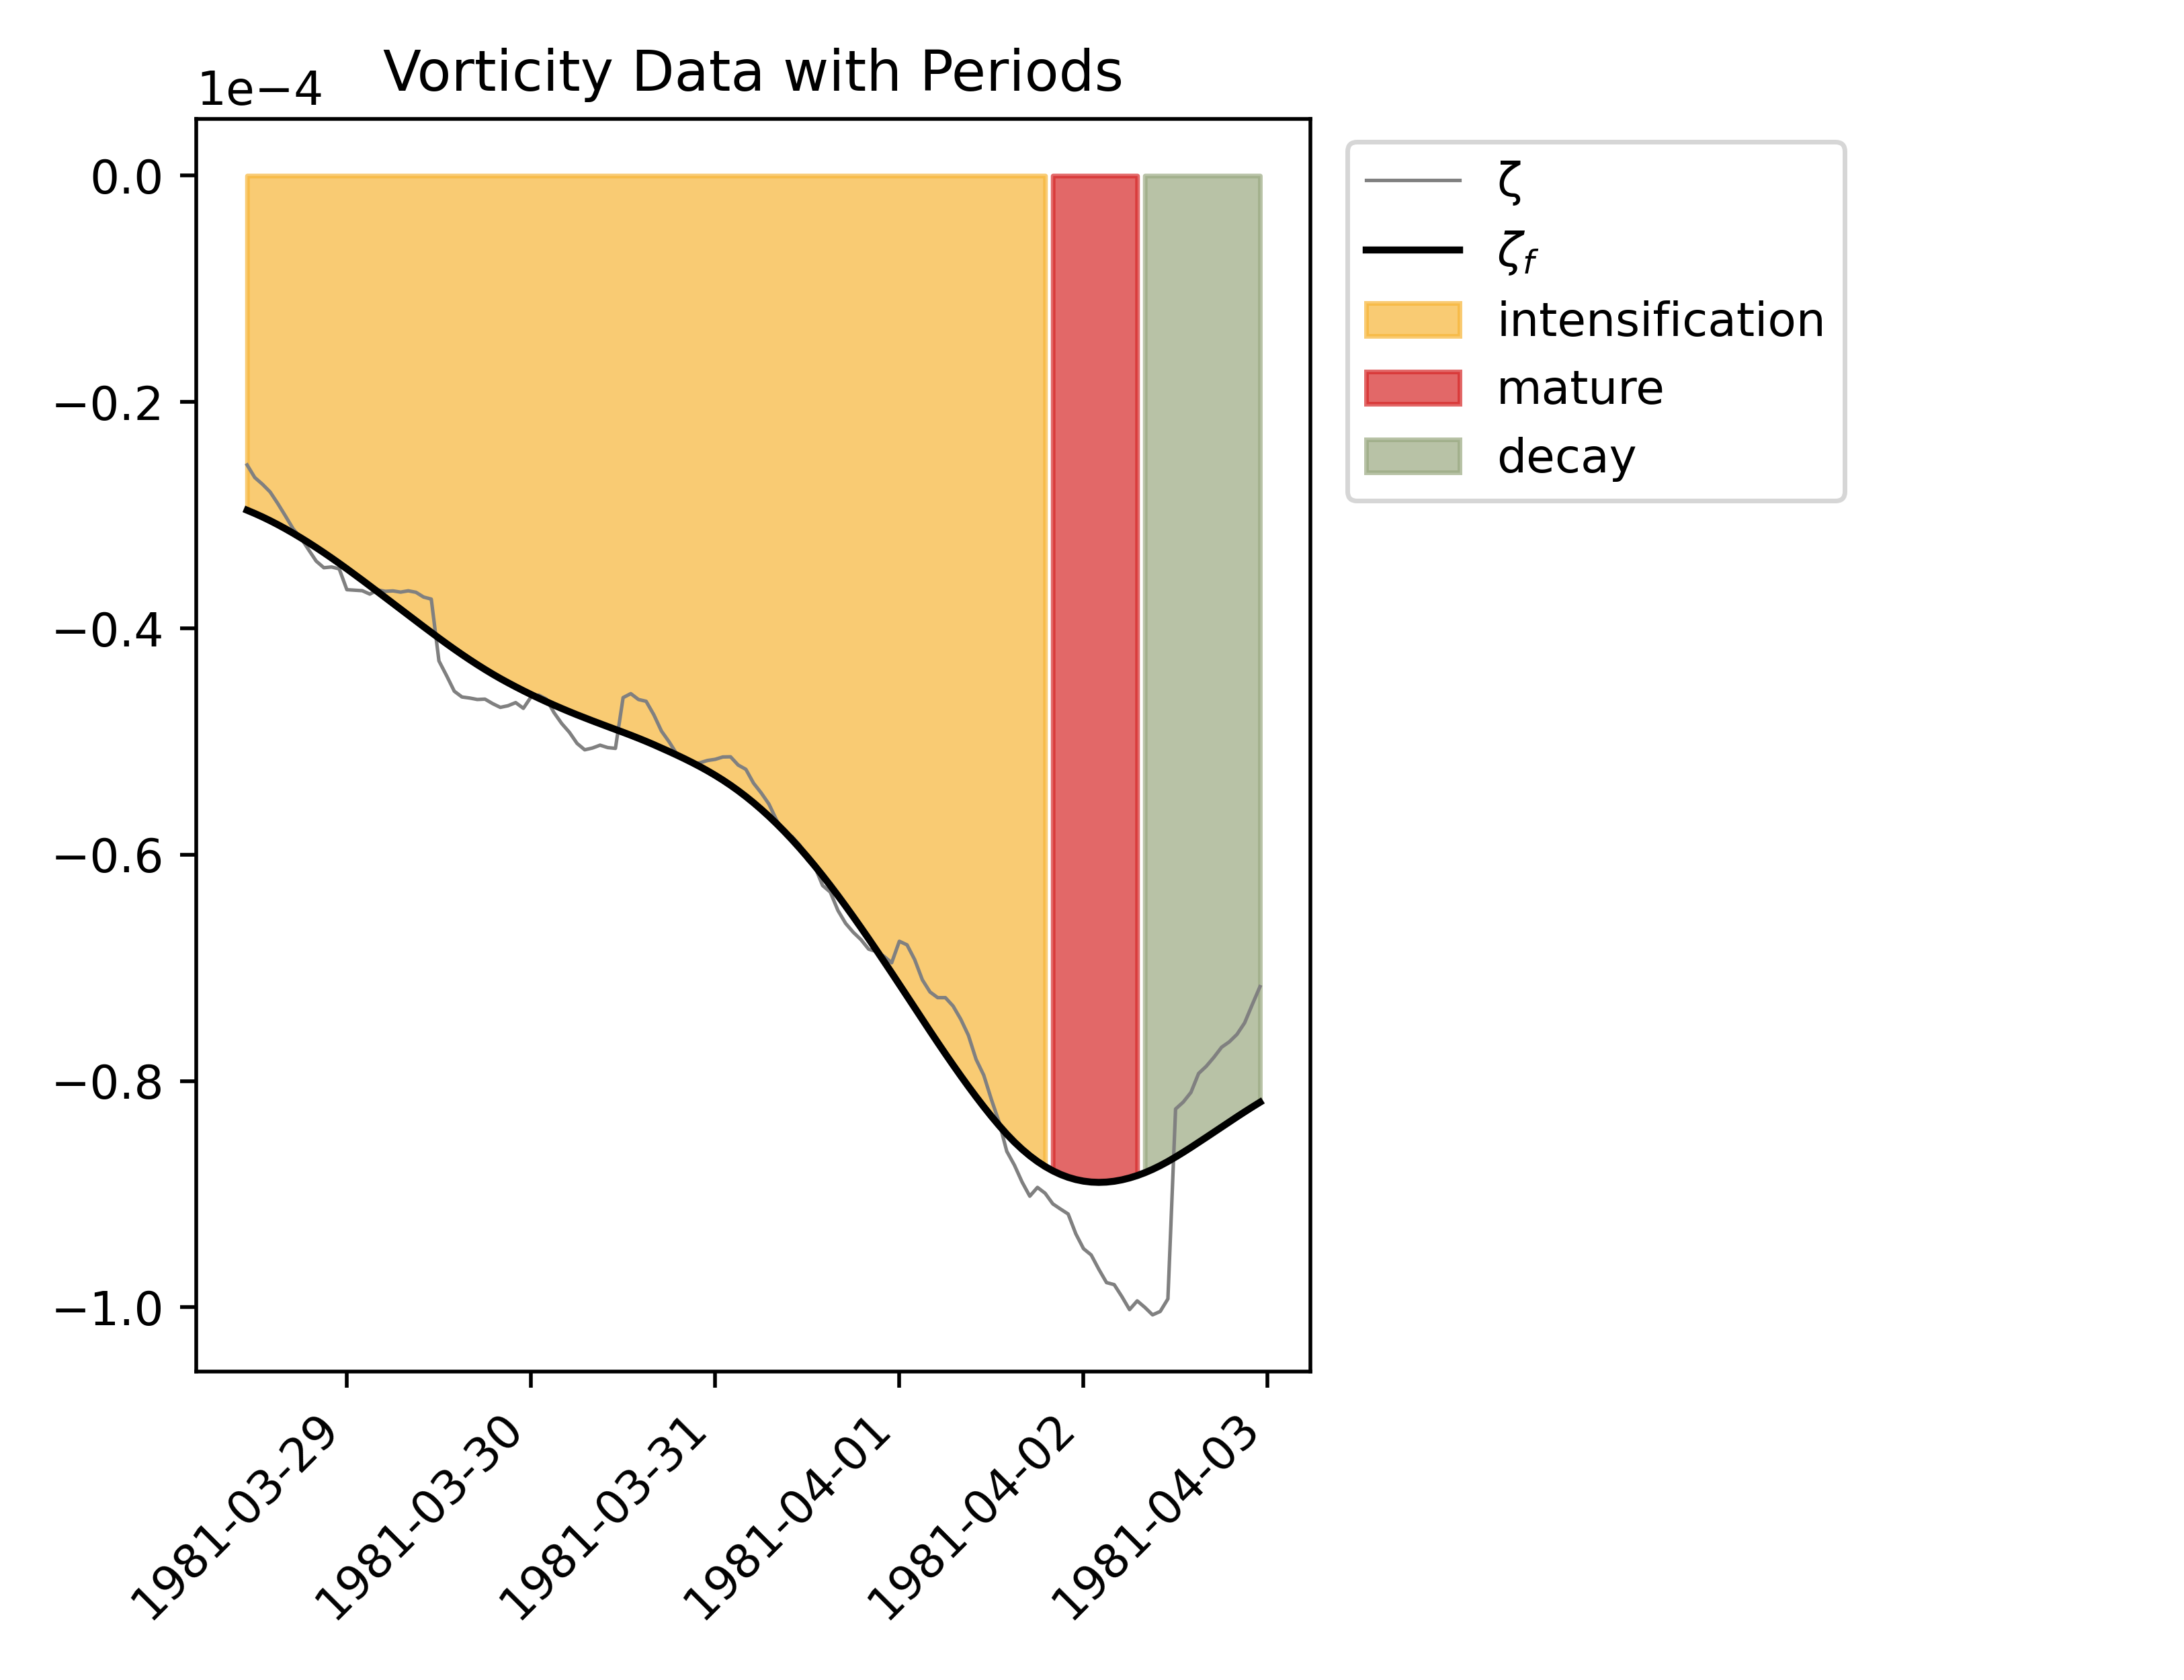 Vorticity Data with Periods
1e−4
0.0
−0.2
−0.4
−0.6
−0.8
−1.0
1981-03-29
1981-03-30
1981-03-31
1981-04-01
1981-04-02
1981-04-03
ζ
ζf
intensification
mature
decay